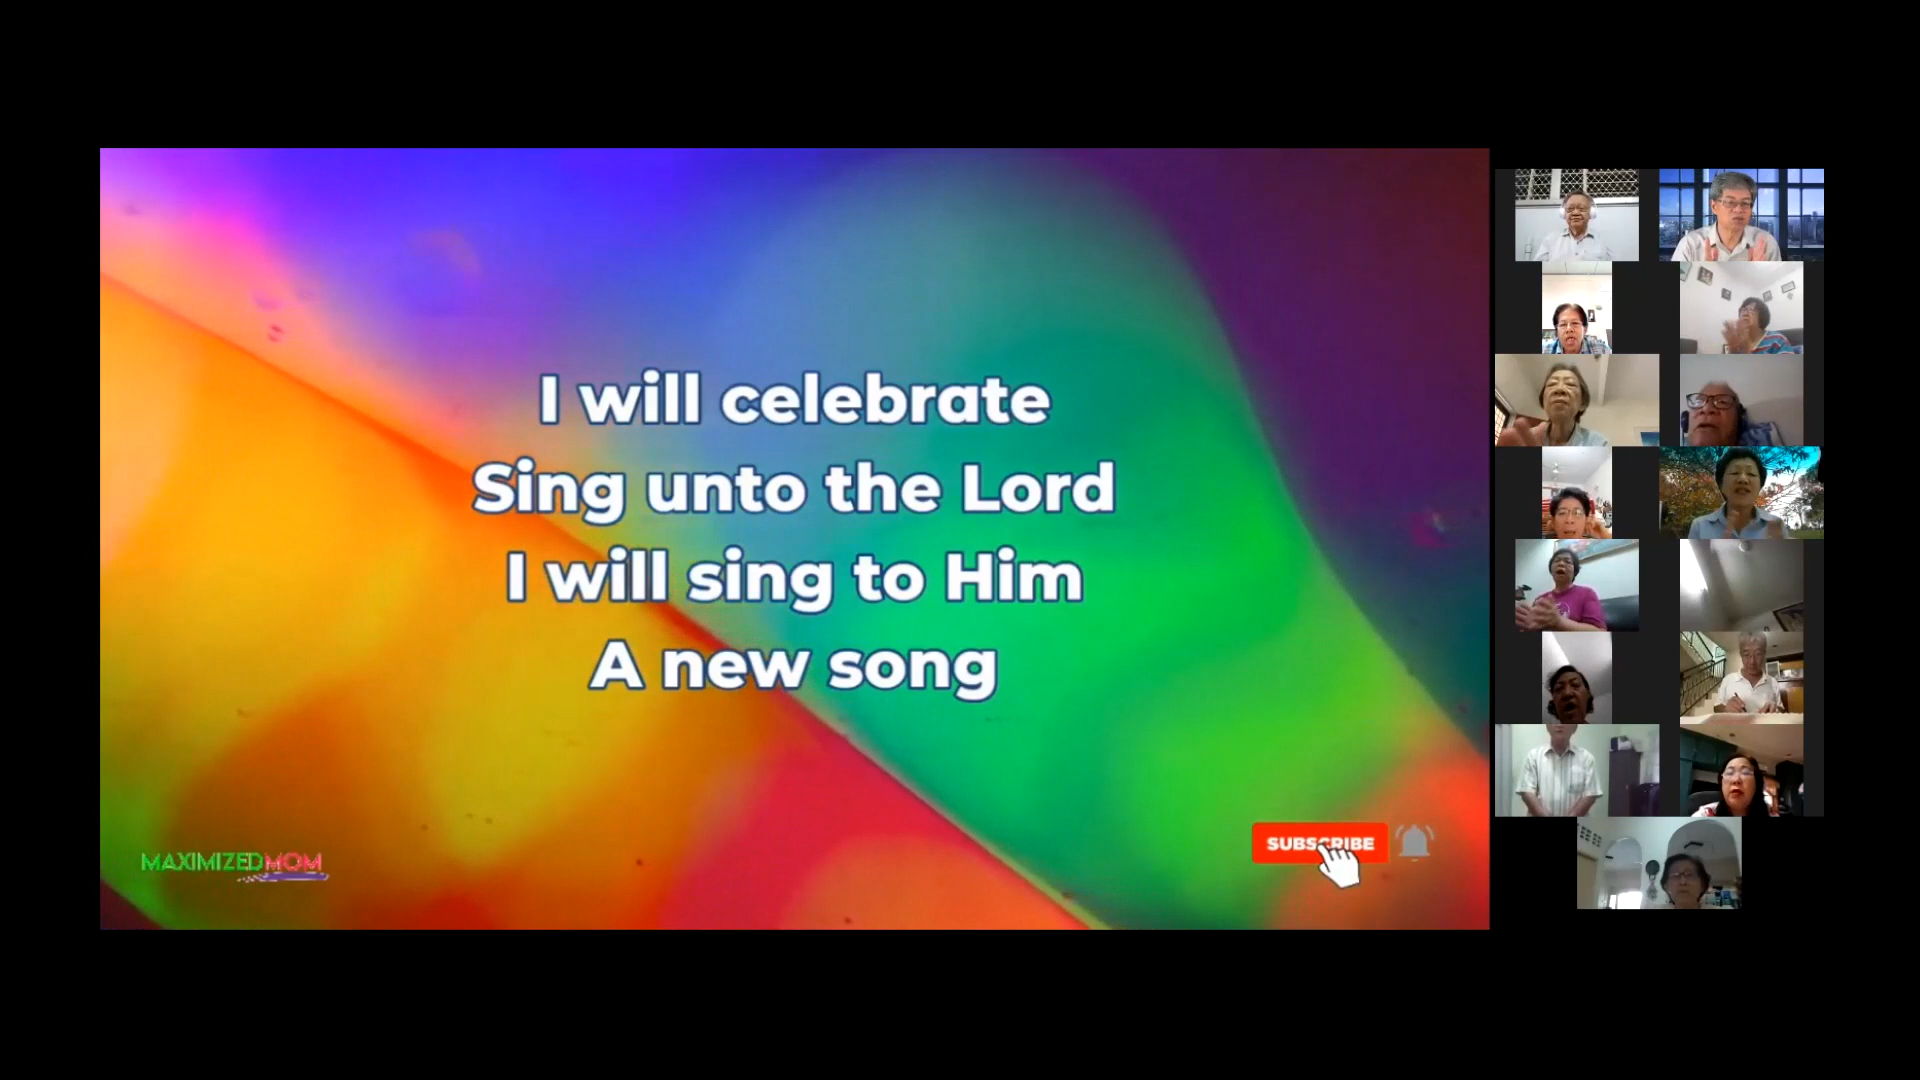 I will celebrate
Sing unto the Lord
I will sing to Him
A new song
MAXIMIZEDMOM
SUBSCRIBE